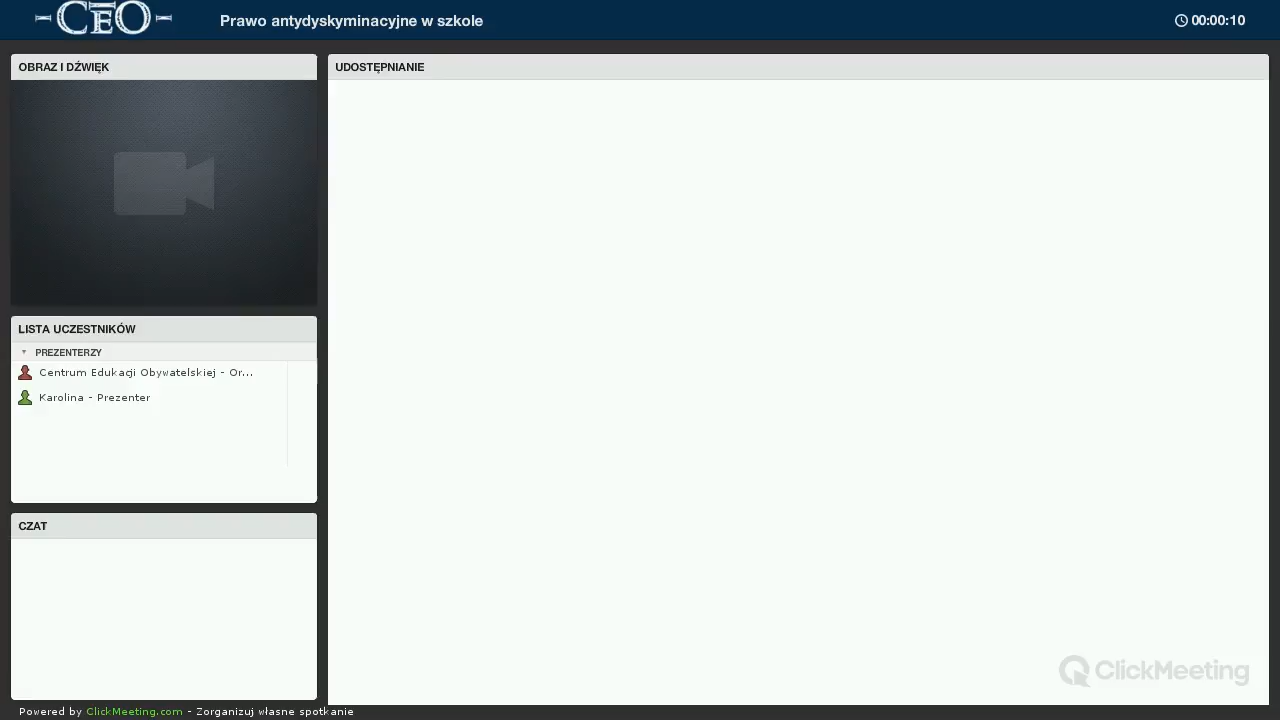 CEO
Prawo antydyskyminacyjne w szkole
00:00:10
OBRAZ I DŹWIĘK
UDOSTĘPNIANIE
LISTA UCZESTNIKÓW
PREZENTERZY
Centrum Edukacji Obywatelskiej - Or...
Karolina - Prezenter
CZAT
ClickMeeting
Powered by ClickMeeting.com - Zorganizuj własne spotkanie